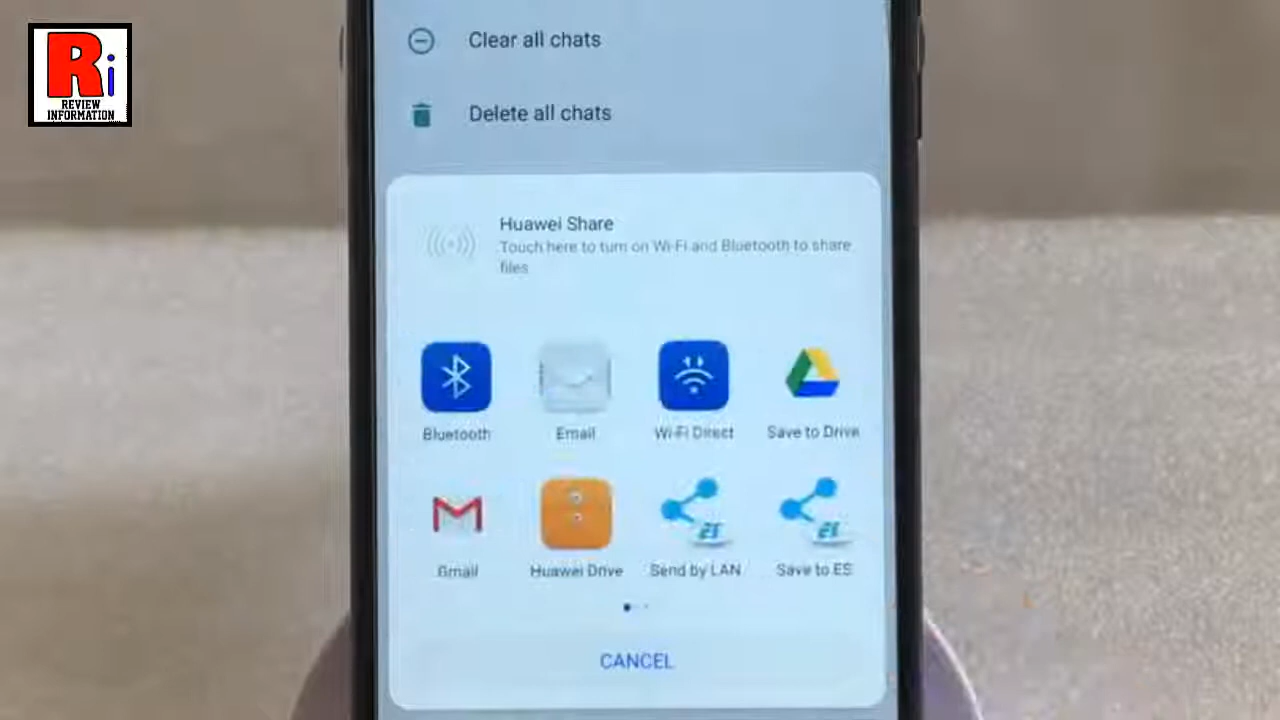 Ri
REVIEW
INFORMATION
Clear all chats
Delete all chats
Huawei Share
Touch here to turn on Wi-Fi and Bluetooth to share
files
Bluetooth
Email
Wi-Fi Direct
Save to Drive
Gmail
Huawei Drive
Send by LAN
Save to ES
CANCEL